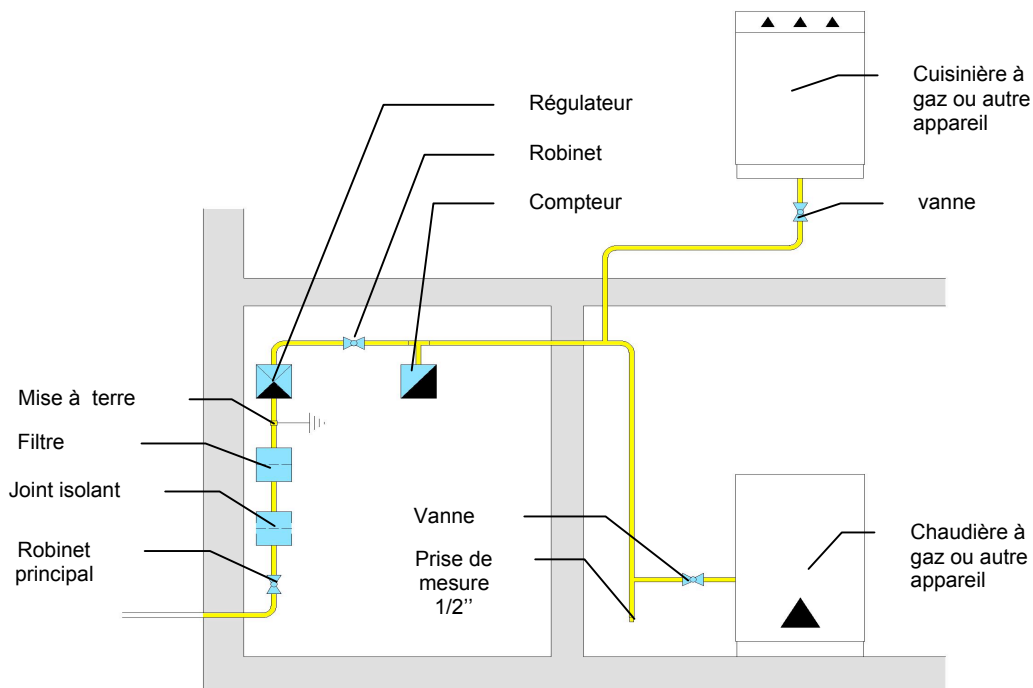 Régulateur
Robinet
Compteur
Cuisinière à
gaz ou autre
appareil
vanne
Mise à terre
Filtre
Joint isolant
Robinet
principal
Vanne
Prise de
mesure
1/2’’
Chaudière à
gaz ou autre
appareil